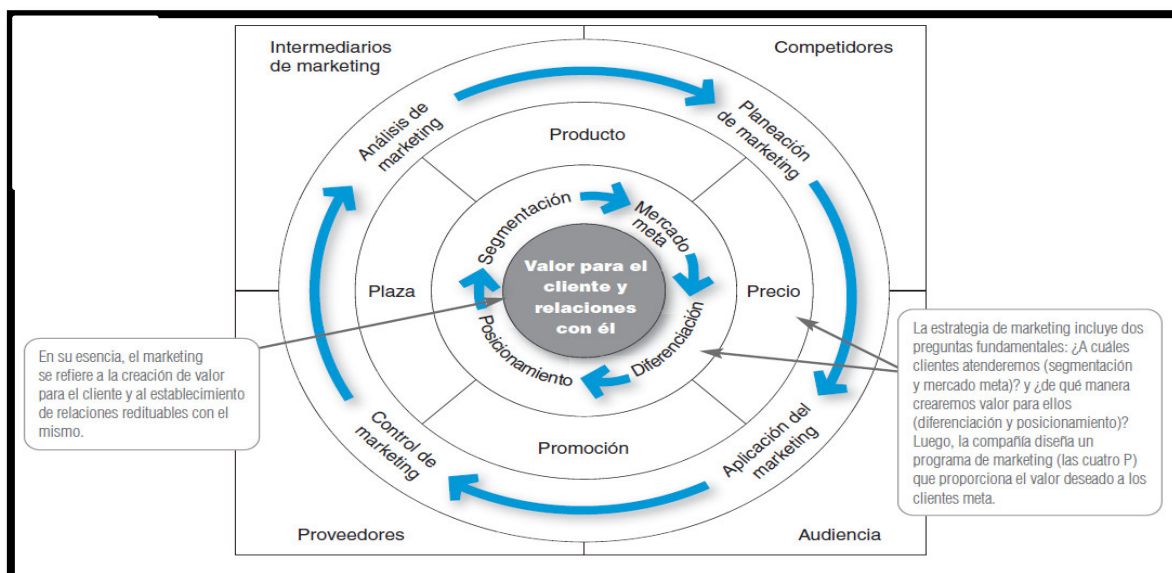 Intermediarios
de marketing
Competidores
Análisis de
marketing
Planeación
de marketing
Producto
Segmentación
Mercado
meta
Plaza
Valor para el
cliente y
relaciones
con él
Precio
Posicionamiento
Diferenciación
En su esencia, el marketing
se refiere a la creación de valor
para el cliente y al establecimiento
de relaciones redituables con el
mismo.
La estrategia de marketing incluye dos
preguntas fundamentales: ¿A cuáles
clientes atenderemos (segmentación
y mercado meta)? y ¿de qué manera
crearemos valor para ellos
(diferenciación y posicionamiento)?
Luego, la compañía diseña un
programa de marketing (las cuatro P)
que proporciona el valor deseado a los
clientes meta.
Control de
marketing
Promoción
Aplicación del
marketing
Proveedores
Audiencia